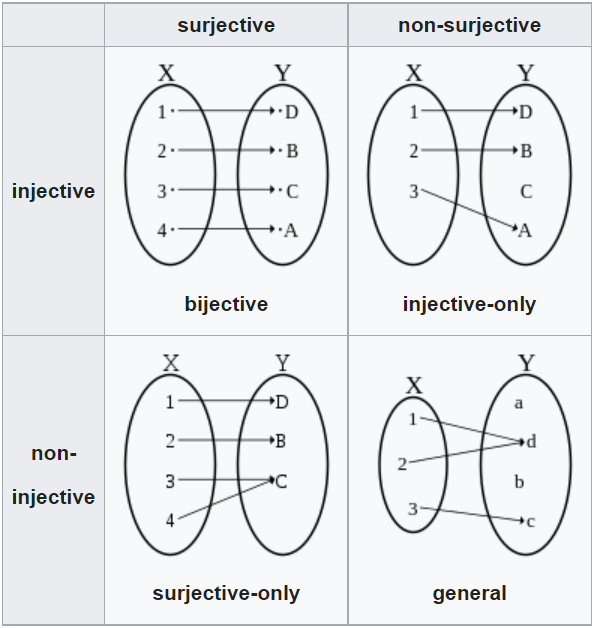 surjective non-surjective
injective
X Y
1 D
2 B
3 C
4 A
bijective
X Y
1 D
2 B
C
3 A
injective-only
non-
injective
X Y
1 D
2 B
3 C
4
surjective-only
X Y
a
1 d
2 b
3 c
general